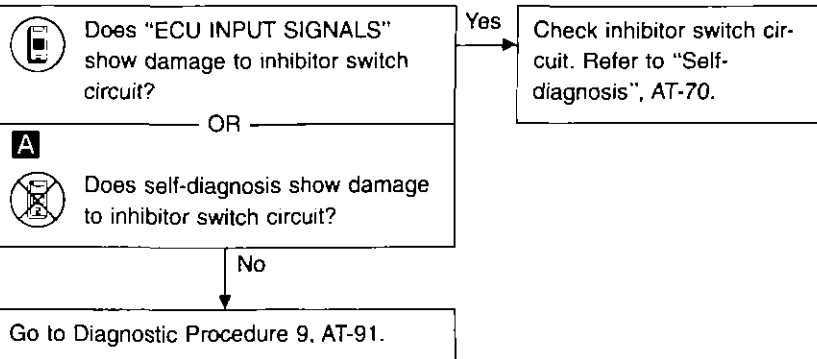 Does “ECU INPUT SIGNALS”
show damage to inhibitor switch
circuit?
Yes
Check inhibitor switch cir-
cuit. Refer to “Self-
diagnosis”, AT-70.
OR
A
Does self-diagnosis show damage
to inhibitor switch circuit?
No
Go to Diagnostic Procedure 9, AT-91.